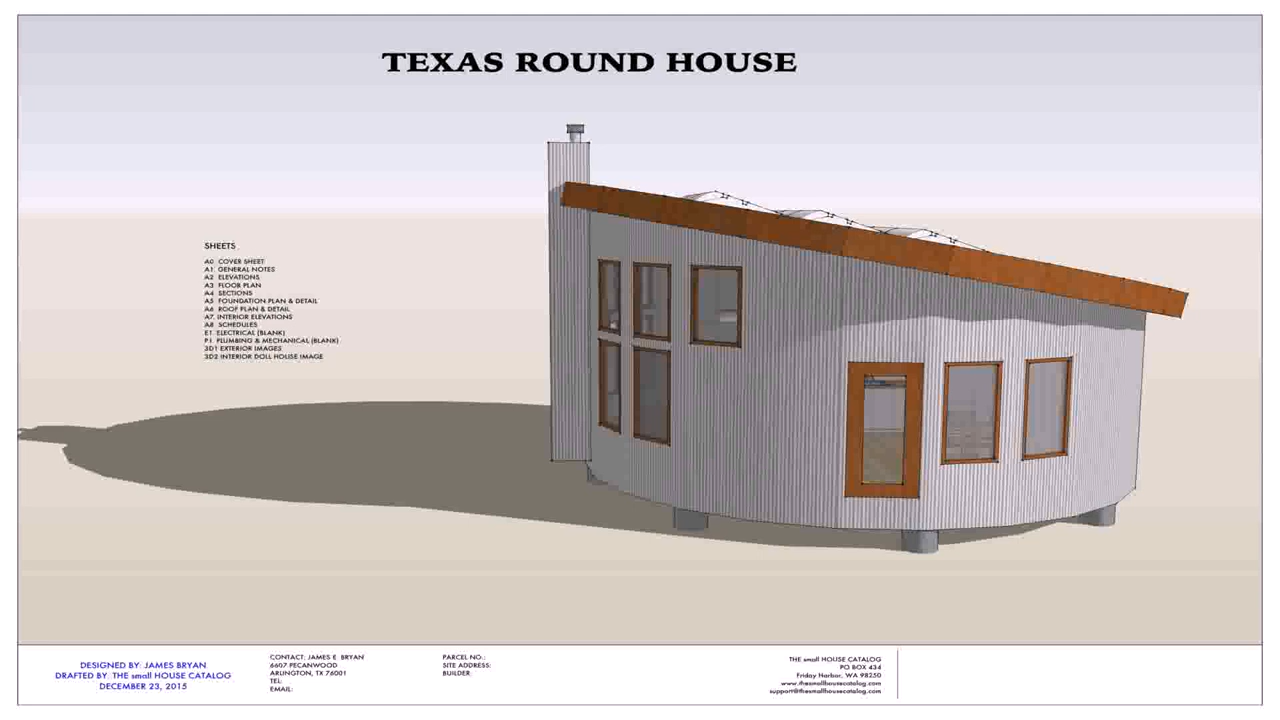 TEXAS ROUND HOUSE
SHEETS
A0 COVER SHEET
A1 GENERAL NOTES
A2 ELEVATIONS
A3 FLOOR PLAN
A4 SECTIONS
A5 FOUNDATION PLAN & DETAIL
A6 ROOF PLAN & DETAIL
A7 INTERIOR ELEVATIONS
A8 SCHEDULES
E1 ELECTRICAL (BLANK)
P1 PLUMBING & MECHANICAL (BLANK)
3D1 EXTERIOR IMAGES
3D2 INTERIOR DOLL HOUSE IMAGE
DESIGNED BY: JAMES BRYAN
DRAFTED BY: THE small HOUSE CATALOG
DECEMBER 23, 2015
CONTACT: JAMES E. BRYAN
6607 PECANWOOD
ARLINGTON, TX 76001
TEL:
EMAIL:
PARCEL NO.:
SITE ADDRESS:
BUILDER:
THE small HOUSE CATALOG
PO BOX 434
Friday Harbor, WA 98250
www.thesmallhousecatalog.com
support@thesmallhousecatalog.com